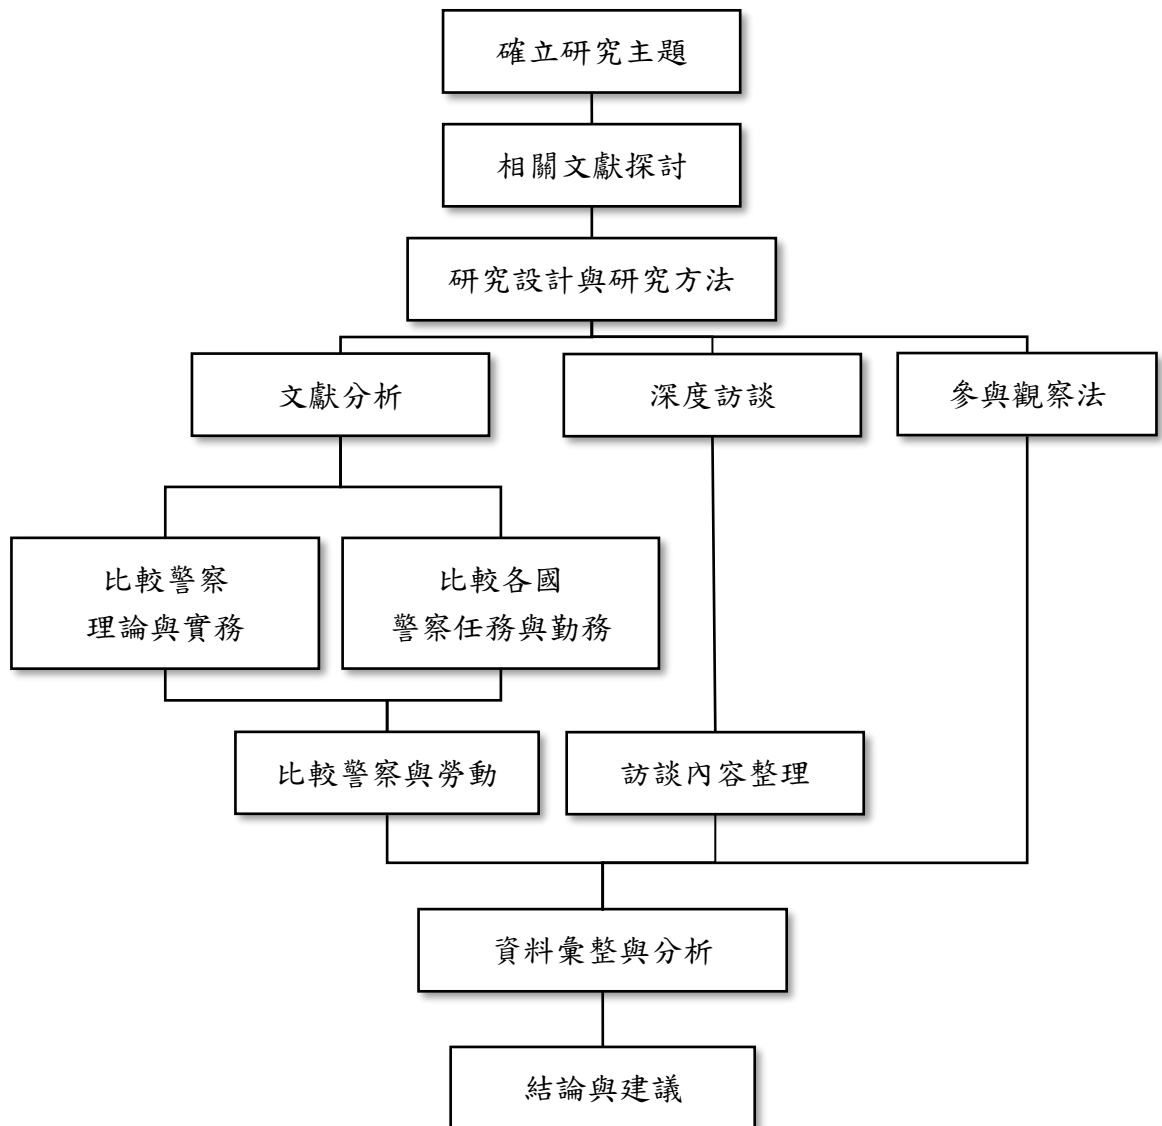 確立研究主題
相關文獻探討
研究設計與研究方法
文獻分析
深度訪談
參與觀察法
比較警察
理論與實務
比較各國
警察任務與勤務
比較警察與勞動
訪談內容整理
資料彙整與分析
結論與建議